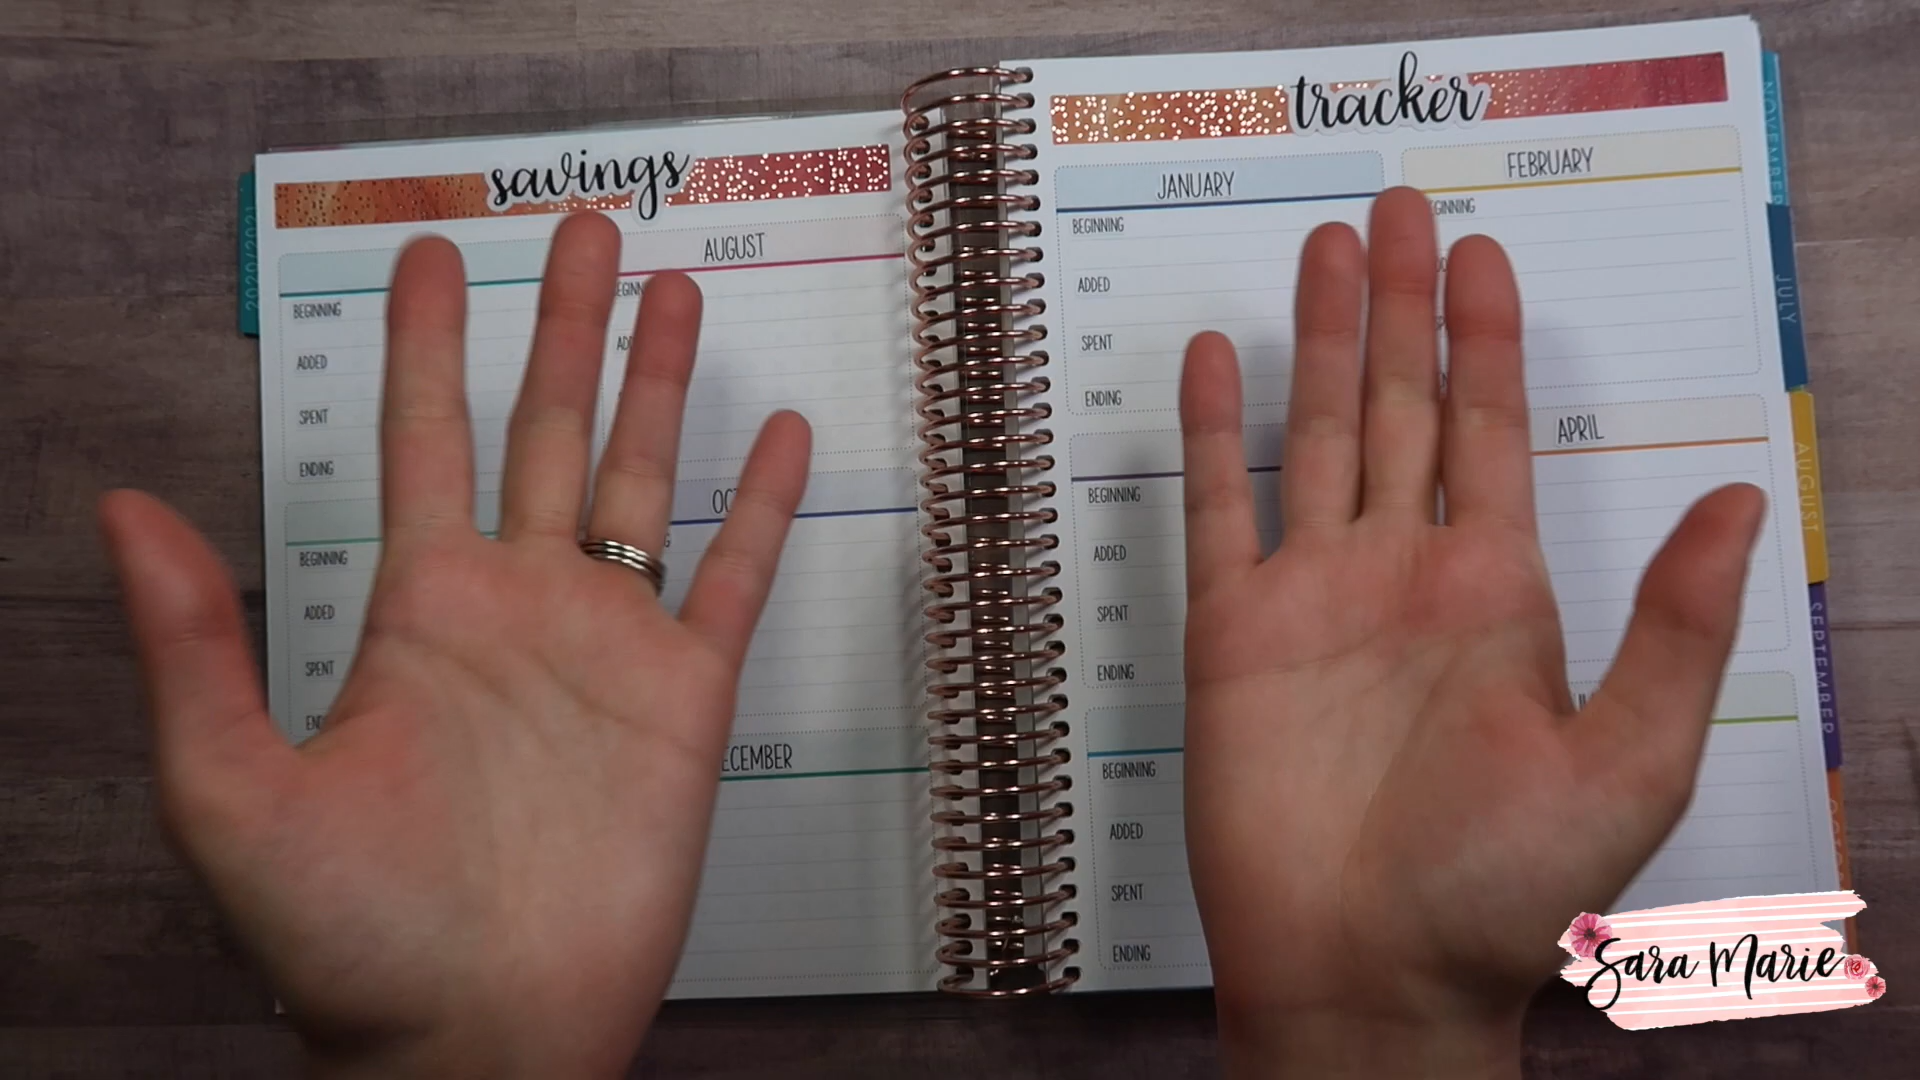 savings
AUGUST
BEGINNING
ADDED
SPENT
ENDING
BEGINNING
ADDED
SPENT
tracker
JANUARY
FEBRUARY
BEGINNING
ADDED
SPENT
ENDING
APRIL
BEGINNING
ADDED
SPENT
ENDING
BEGINNING
ADDED
SPENT
ENDING
2020/2021
NOVEMBER
JULY
AUGUST
SEPTEMBER
Sara Marie